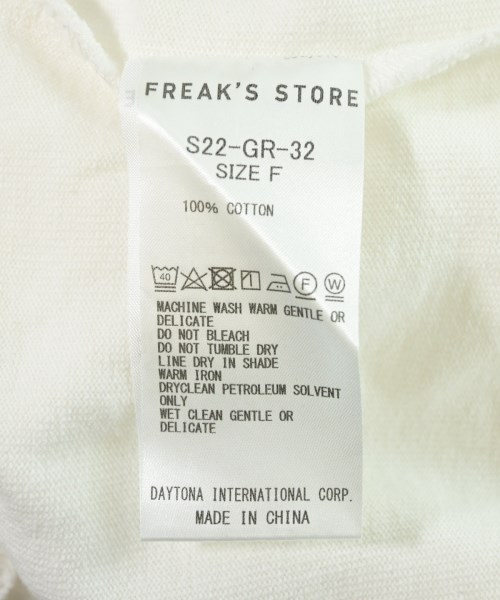 FREAK'S STORE
S22-GR-32
SIZE F
100% COTTON
40 F W
MACHINE WASH WARM GENTLE OR
DELICATE
DO NOT BLEACH
DO NOT TUMBLE DRY
LINE DRY IN SHADE
WARM IRON
DRYCLEAN PETROLEUM SOLVENT
ONLY
WET CLEAN GENTLE OR
DELICATE
DAYTONA INTERNATIONAL CORP.
MADE IN CHINA